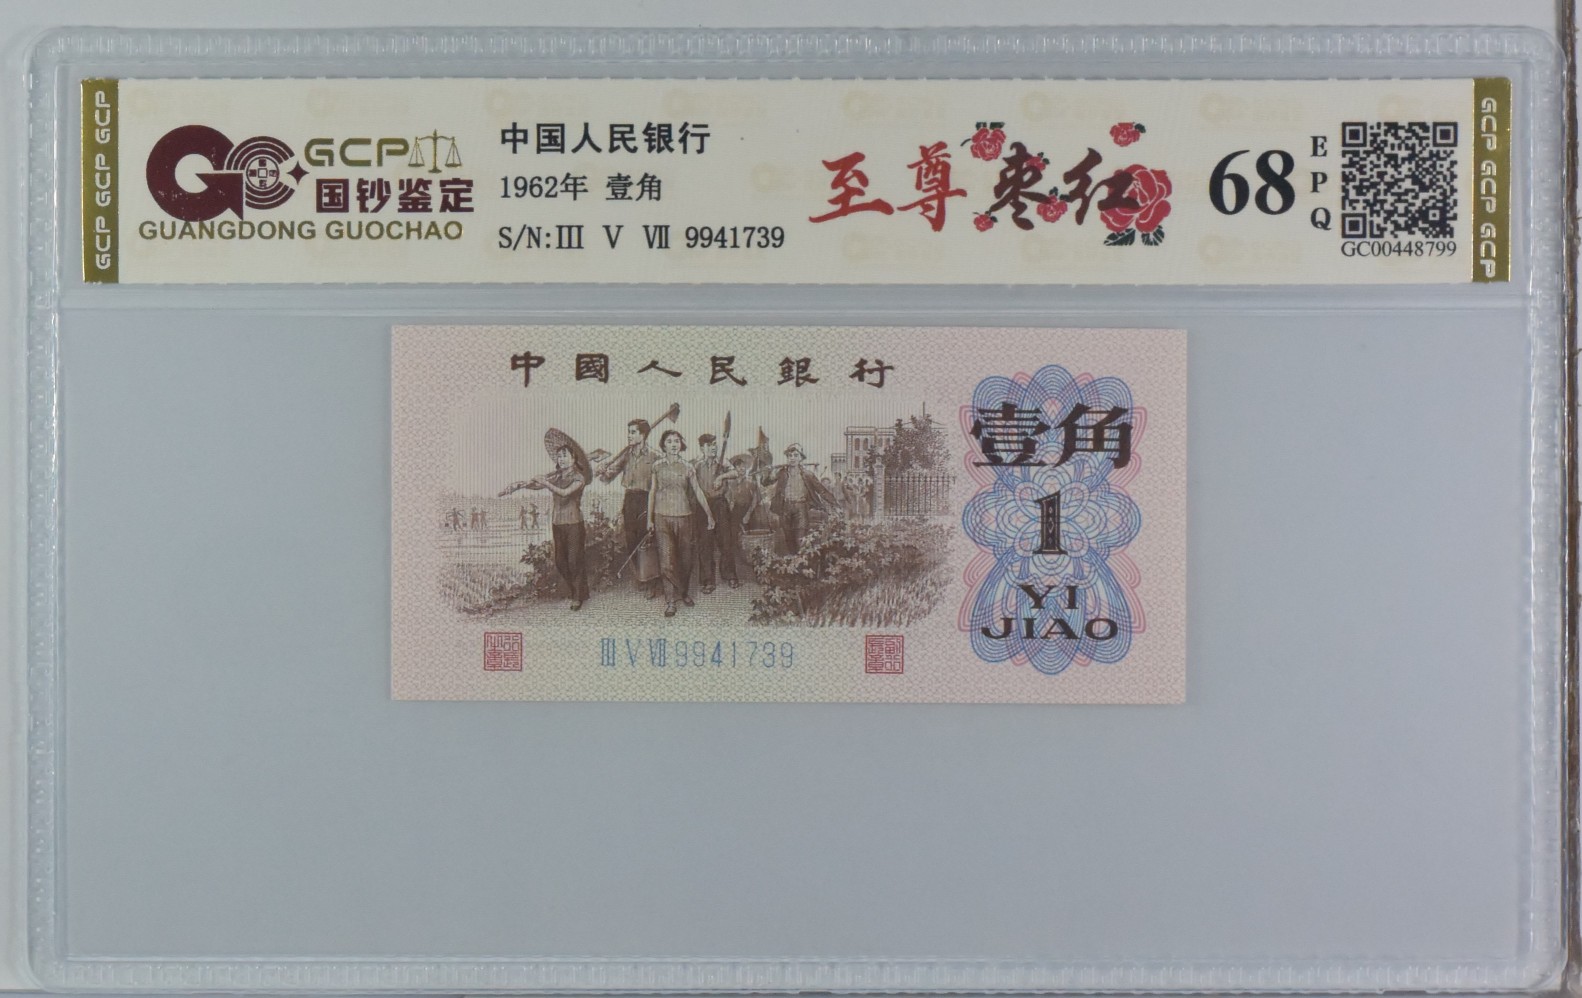 GCP GCP GCP
GCP
国钞鉴定
GUANGDONG GUOCHAO
中国人民银行
1962年 壹角
S/N:III V VII 9941739
至尊枣红
68
EPQ
GC00448799
GCP GCP GCP
中國人民銀行
壹角
1
YI
JIAO
III V VII 9941739